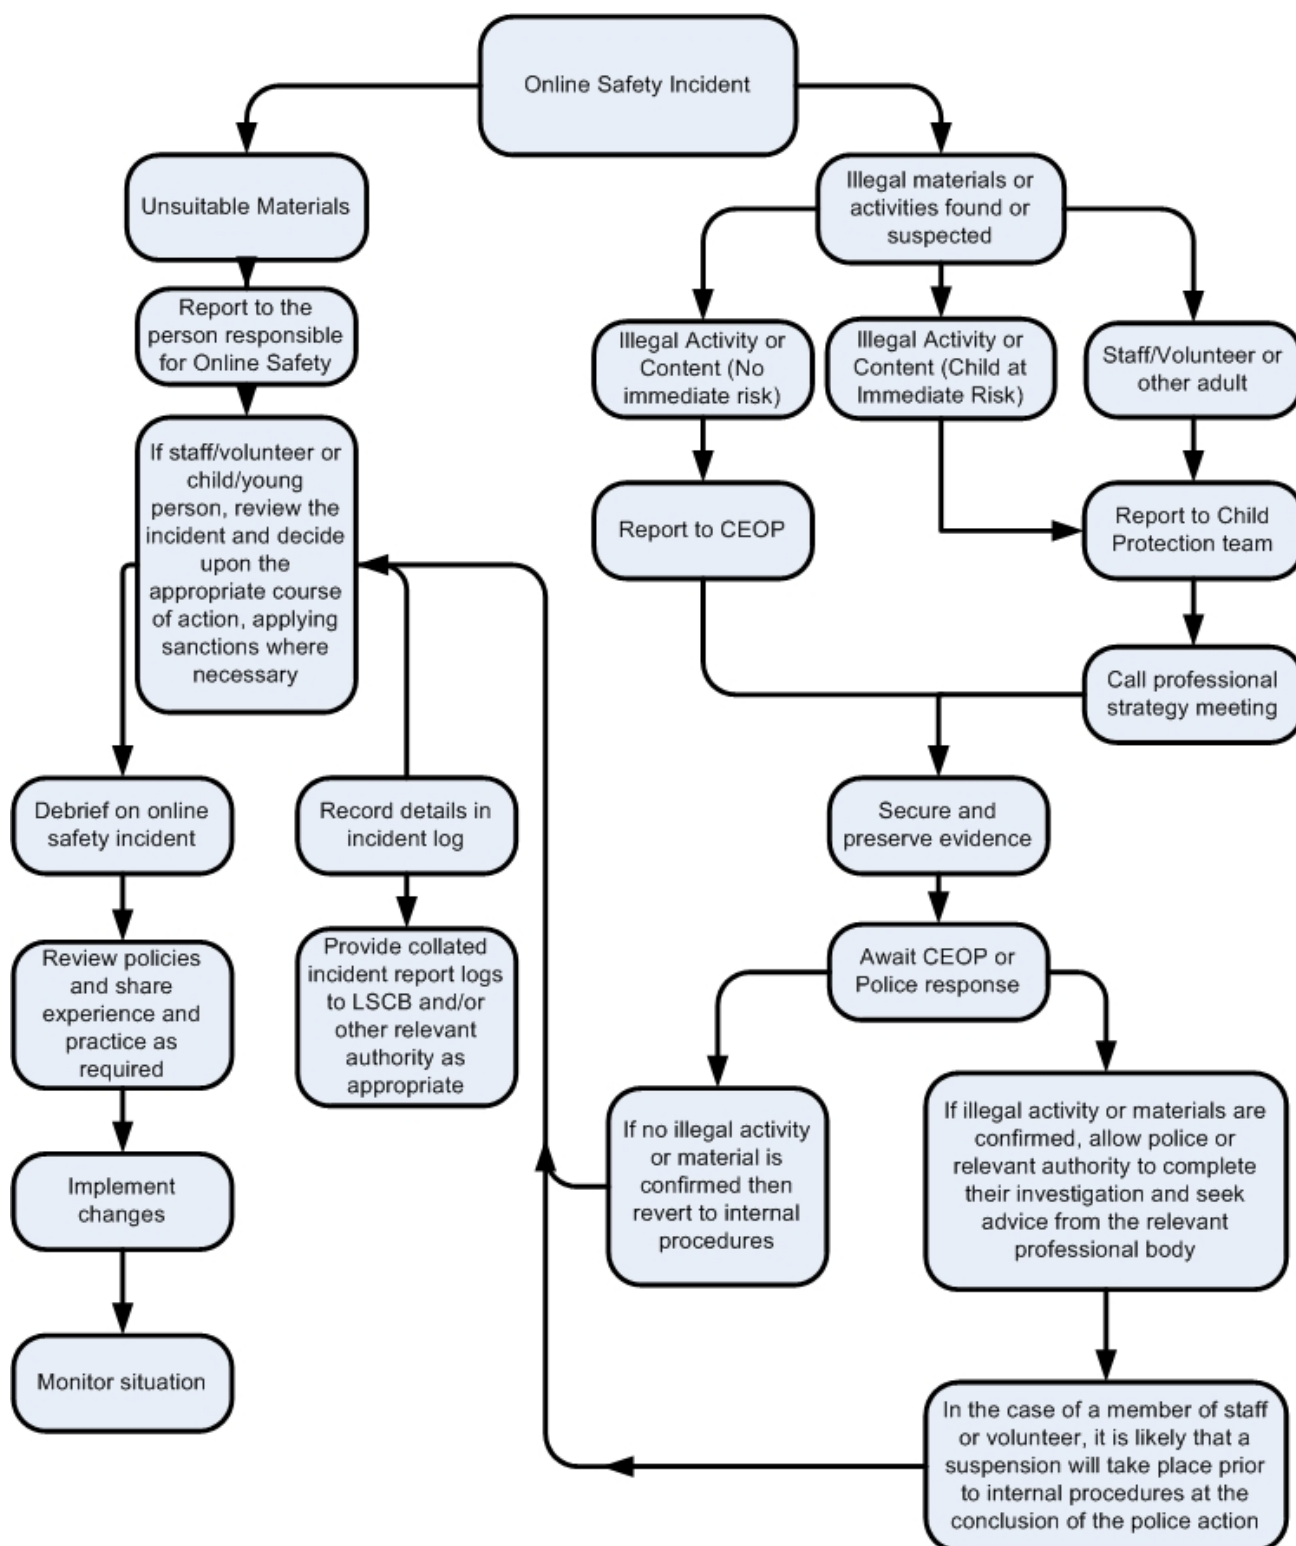 Online Safety Incident
Unsuitable Materials
Report to the
person responsible
for Online Safety
If staff/volunteer or
child/young
person, review the
incident and decide
upon the
appropriate course
of action, applying
sanctions where
necessary
Debrief on online
safety incident
Review policies
and share
experience and
practice as
required
Implement
changes
Monitor situation
Record details in
incident log
Provide collated
incident report logs
to LSCB and/or
other relevant
authority as
appropriate
Illegal materials or
activities found or
suspected
Illegal Activity or
Content (No
immediate risk)
Illegal Activity or
Content (Child at
Immediate Risk)
Staff/Volunteer or
other adult
Report to CEOP
Report to Child
Protection team
Call professional
strategy meeting
Secure and
preserve evidence
Await CEOP or
Police response
If no illegal activity
or material is
confirmed then
revert to internal
procedures
If illegal activity or materials are
confirmed, allow police or
relevant authority to complete
their investigation and seek
advice from the relevant
professional body
In the case of a member of staff
or volunteer, it is likely that a
suspension will take place prior
to internal procedures at the
conclusion of the police action